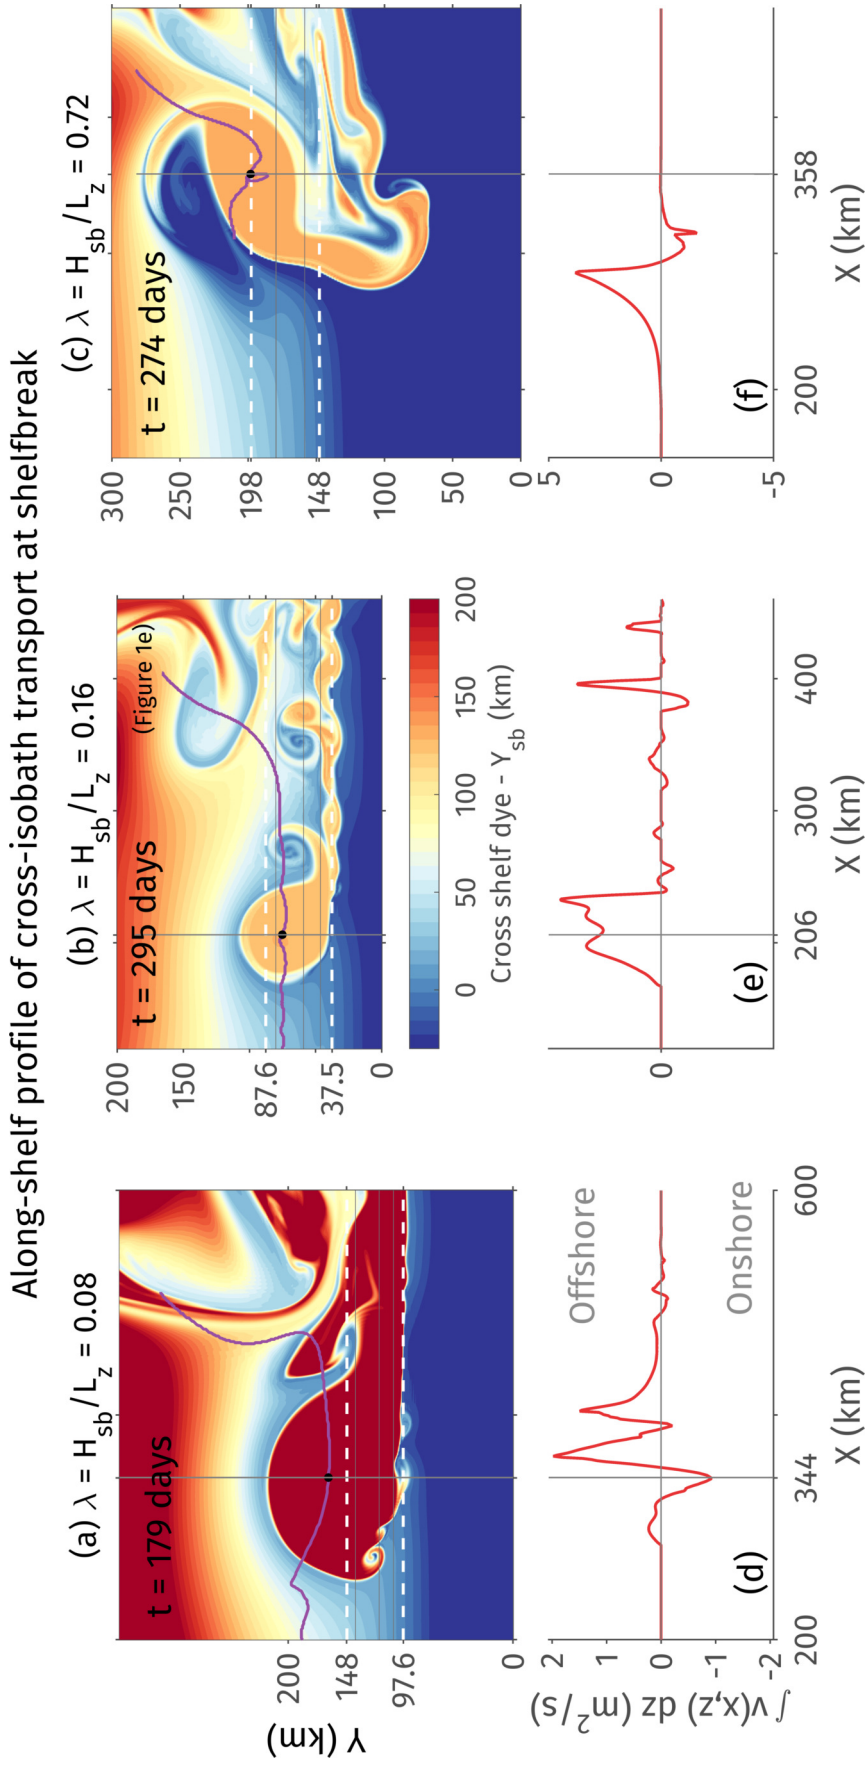 Along-shelf profile of cross-isobath transport at shelfbreak
(a) λ = H_sb/L_z = 0.08
(b) λ = H_sb/L_z = 0.16
(c) λ = H_sb/L_z = 0.72
t = 179 days
t = 295 days
(Figure 1e)
t = 274 days
Y (km)
200
148
97.6
0
200
150
87.6
37.5
0
300
250
198
148
100
50
0
0
50
100
150
200
Cross shelf dye - Y_sb (km)
∫ v(x,z) dz (m²/s)
2
1
0
-1
-2
Offshore
Onshore
(d)
200
344
600
X (km)
0
(e)
206
300
400
X (km)
5
0
-5
(f)
200
358
X (km)